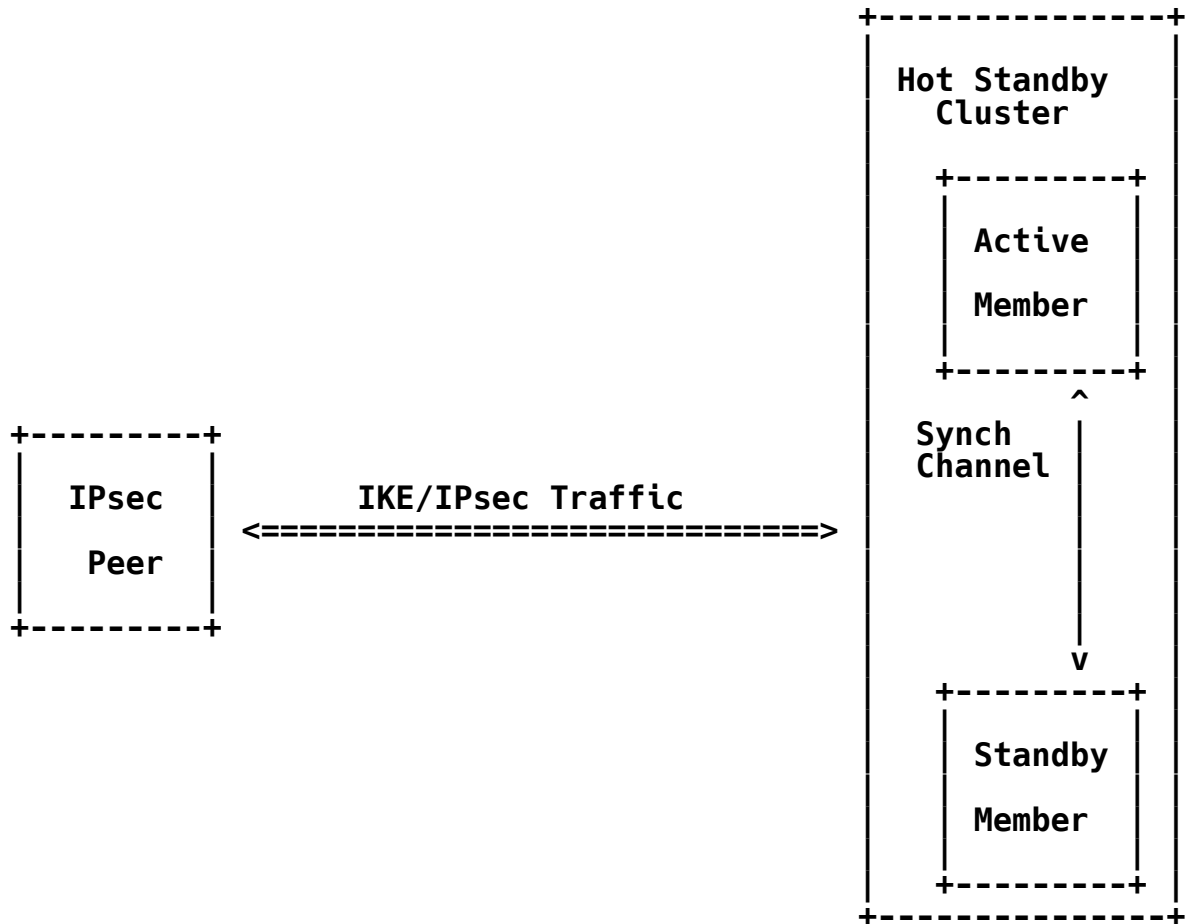 Hot Standby
Cluster
Active
Member
Synch
Channel
IPsec
Peer
IKE/IPsec Traffic
Standby
Member